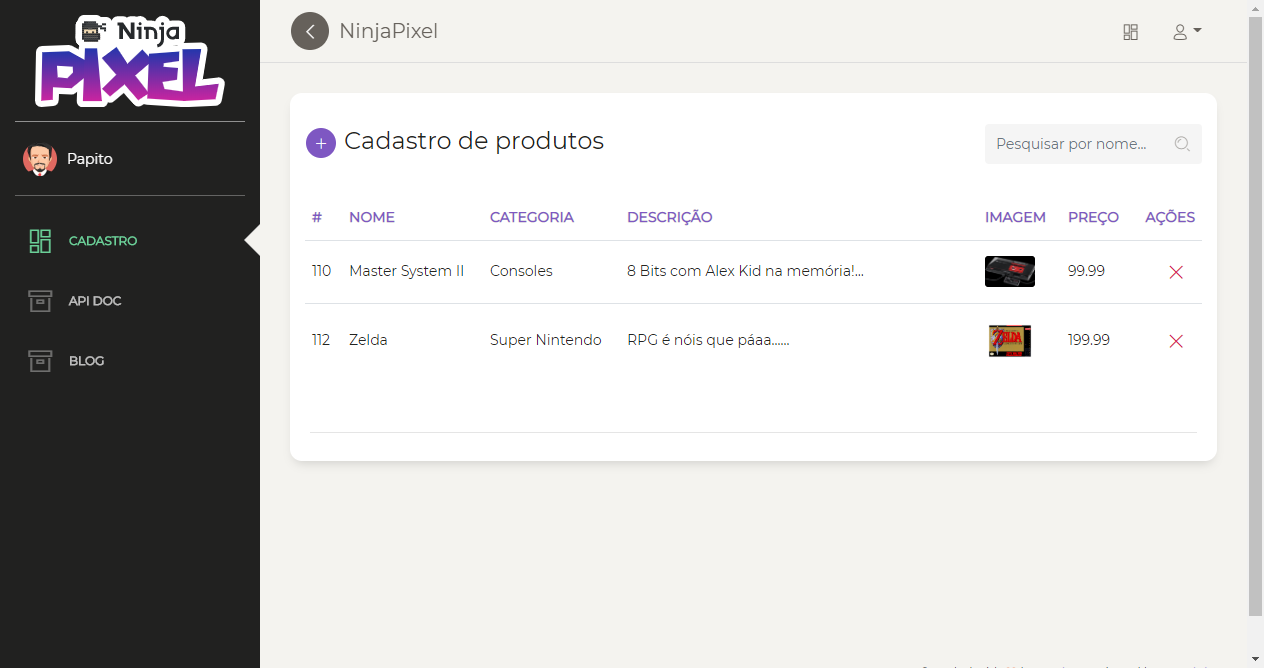 Ninja
PIXEL
NinjaPixel
Papito
CADASTRO
API DOC
BLOG
Cadastro de produtos
Pesquisar por nome...
# NOME CATEGORIA DESCRIÇÃO IMAGEM PREÇO AÇÕES
110 Master System II Consoles 8 Bits com Alex Kid na memória!... 99.99
112 Zelda Super Nintendo RPG é nóis que páaa...... 199.99
ZELDA